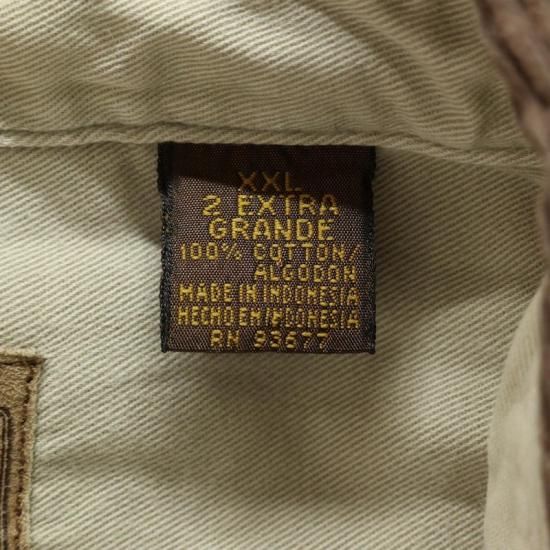 XXL
2 EXTRA
GRANDE
100% COTTON/
ALGODON
MADE IN INDONESIA
HECHO EN INDONESIA
RN 93677